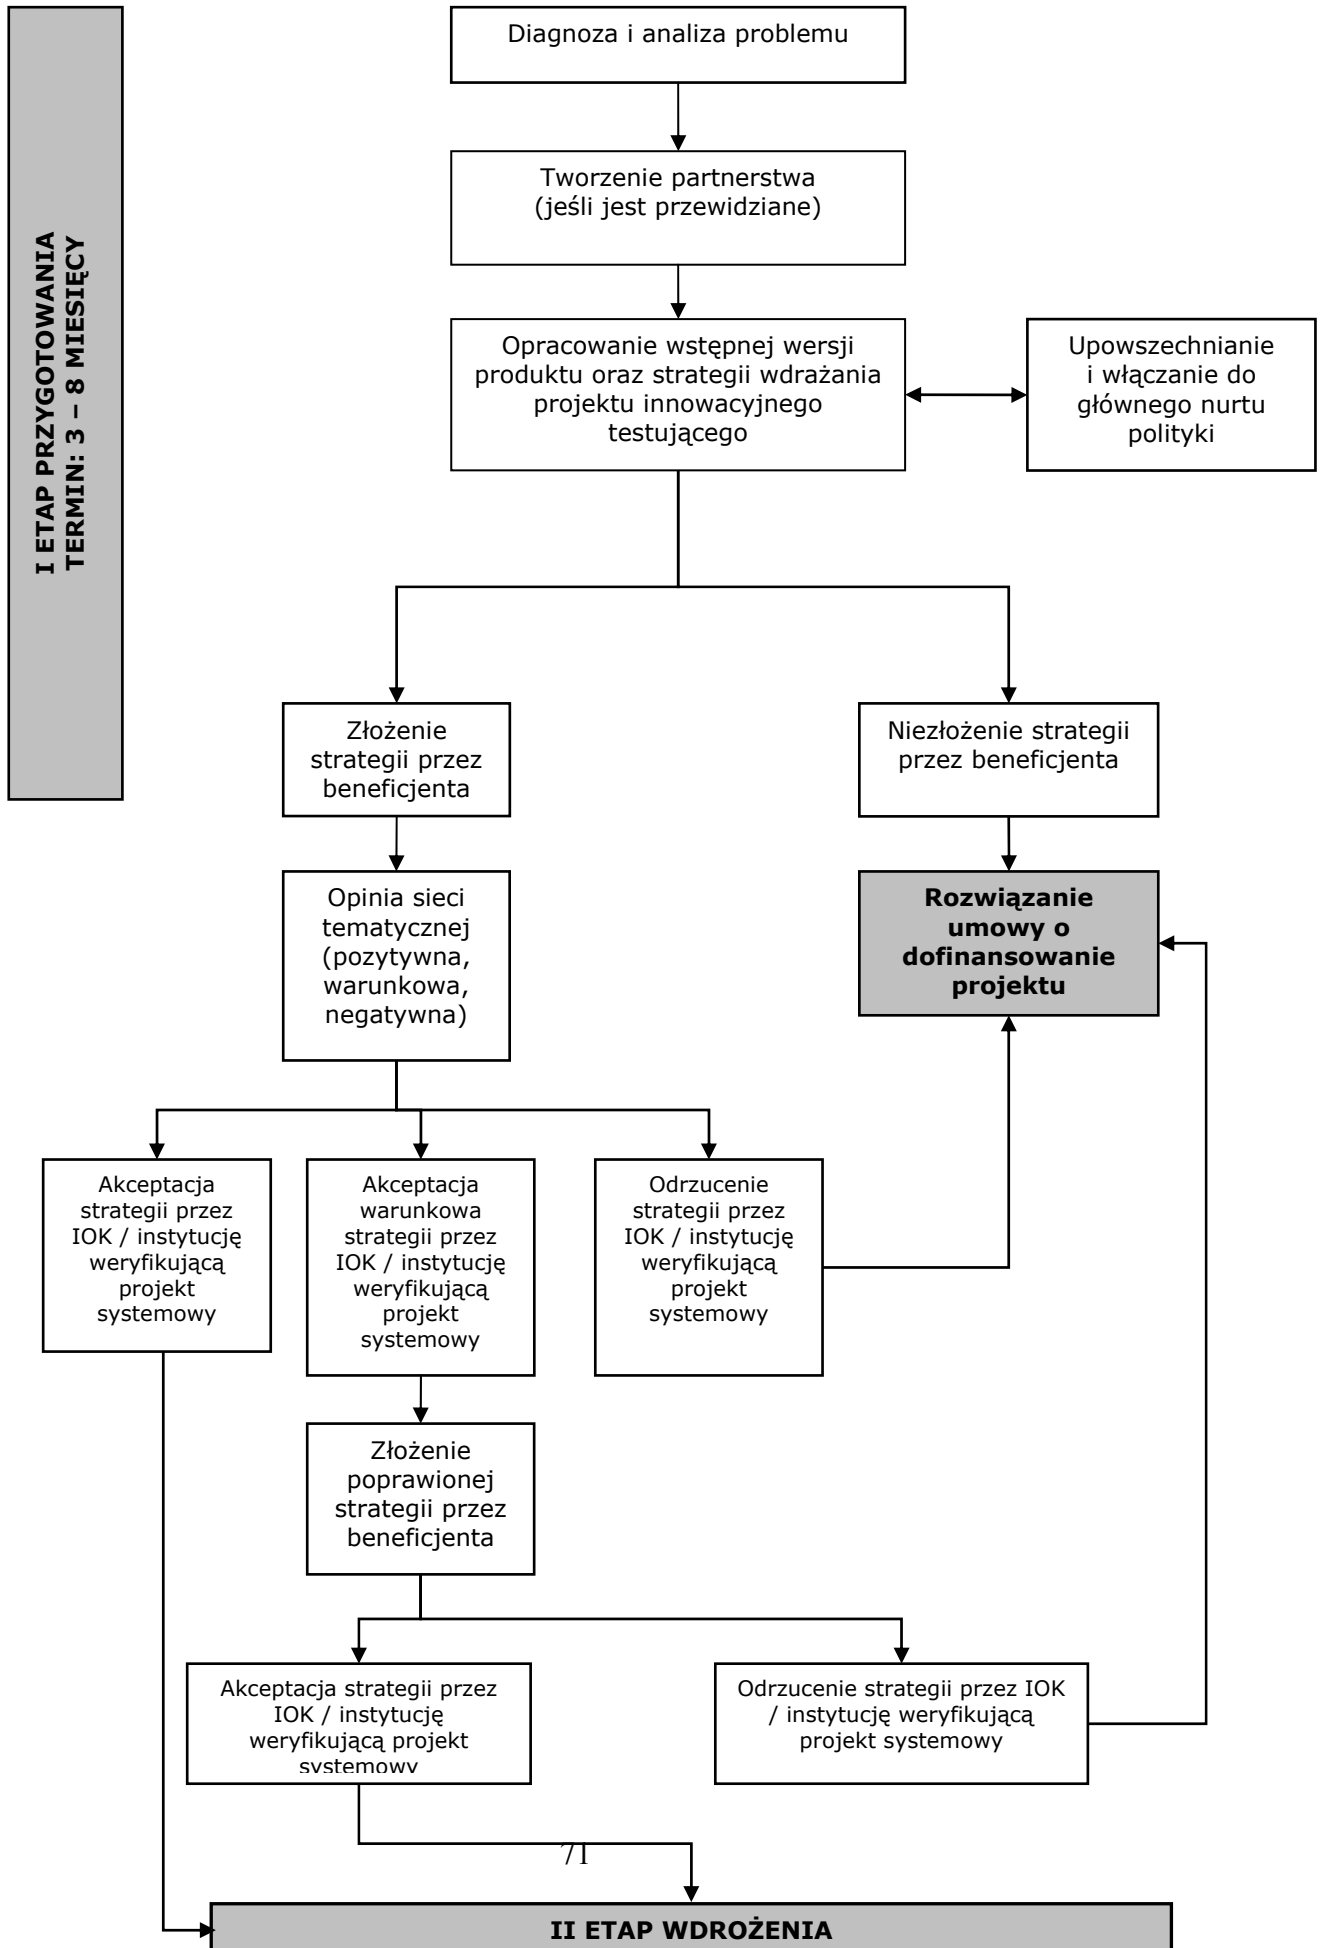 I ETAP PRZYGOTOWANIA
TERMIN: 3 – 8 MIESIĘCY
Diagnoza i analiza problemu
Tworzenie partnerstwa
(jeśli jest przewidziane)
Opracowanie wstępnej wersji
produktu oraz strategii wdrażania
projektu innowacyjnego
testującego
Upowszechnianie
i włączanie do
głównego nurtu
polityki
Złożenie
strategii przez
beneficjenta
Niezłożenie strategii
przez beneficjenta
Opinia sieci
tematycznej
(pozytywna,
warunkowa,
negatywna)
Rozwiązanie
umowy o
dofinansowanie
projektu
Akceptacja
strategii przez
IOK / instytucję
weryfikującą
projekt
systemowy
Akceptacja
warunkowa
strategii przez
IOK / instytucję
weryfikującą
projekt
systemowy
Odrzucenie
strategii przez
IOK / instytucję
weryfikującą
projekt
systemowy
Złożenie
poprawionej
strategii przez
beneficjenta
Akceptacja strategii przez
IOK / instytucję
weryfikującą projekt
systemowy
Odrzucenie strategii przez IOK
/ instytucję weryfikującą
projekt systemowy
71
II ETAP WDROŻENIA